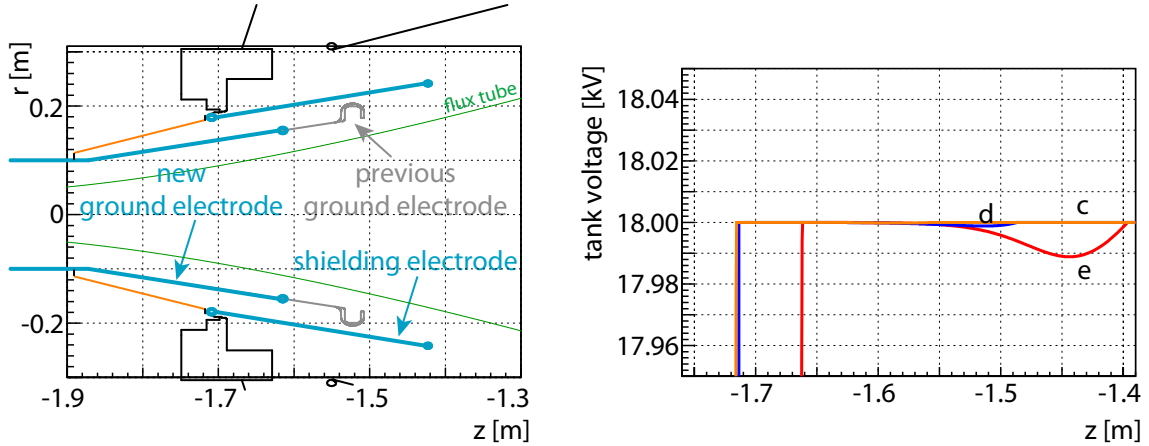 r [m]
0.2
0
-0.2
-1.9
-1.7
-1.5
-1.3
z [m]
flux tube
new
ground electrode
previous
ground electrode
shielding electrode
tank voltage [kV]
18.04
18.02
18.00
17.98
17.96
-1.7
-1.6
-1.5
-1.4
z [m]
c
d
e